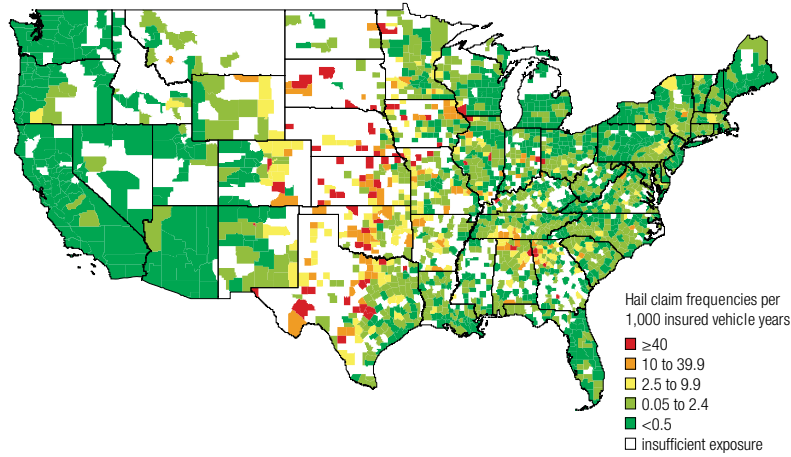 Hail claim frequencies per
1,000 insured vehicle years
≥40
10 to 39.9
2.5 to 9.9
0.05 to 2.4
<0.5
insufficient exposure